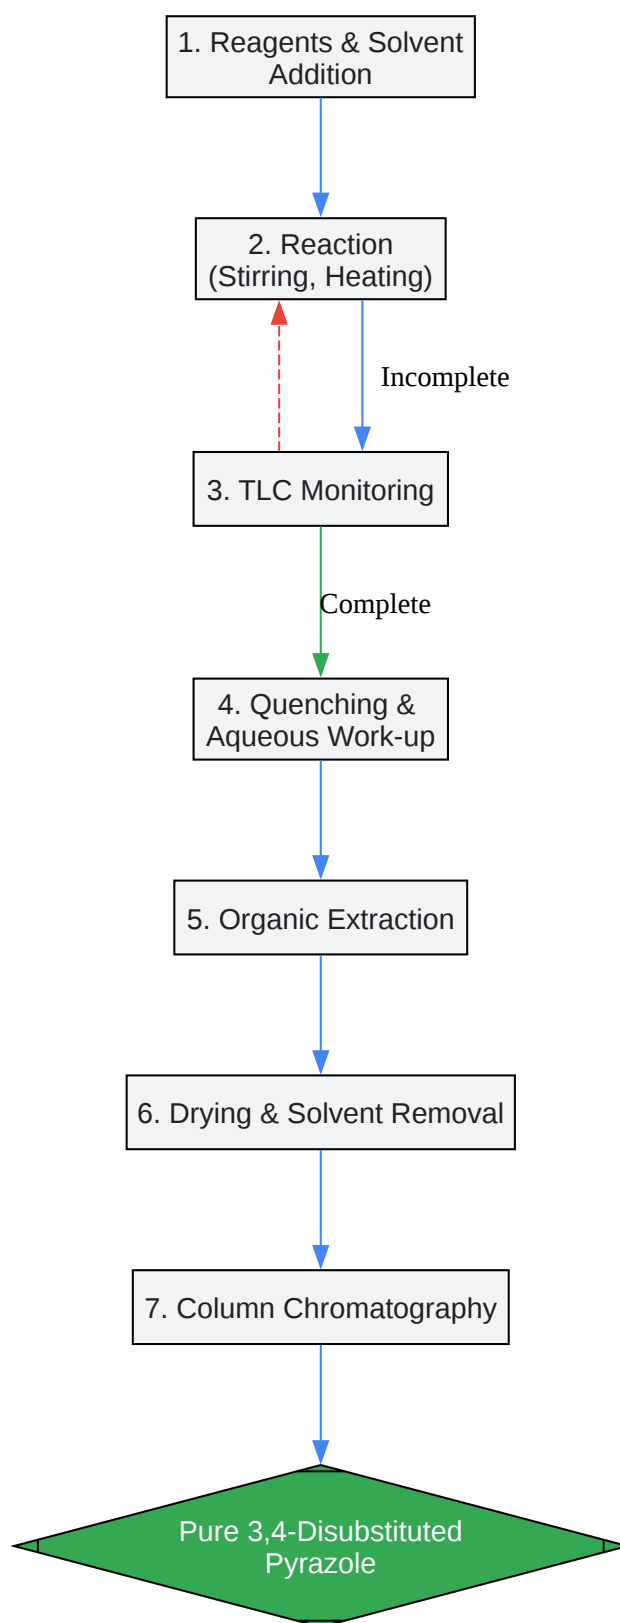 1. Reagents & Solvent
Addition
2. Reaction
(Stirring, Heating)
Incomplete
3. TLC Monitoring
Complete
4. Quenching &
Aqueous Work-up
5. Organic Extraction
6. Drying & Solvent Removal
7. Column Chromatography
Pure 3,4-Disubstituted
Pyrazole